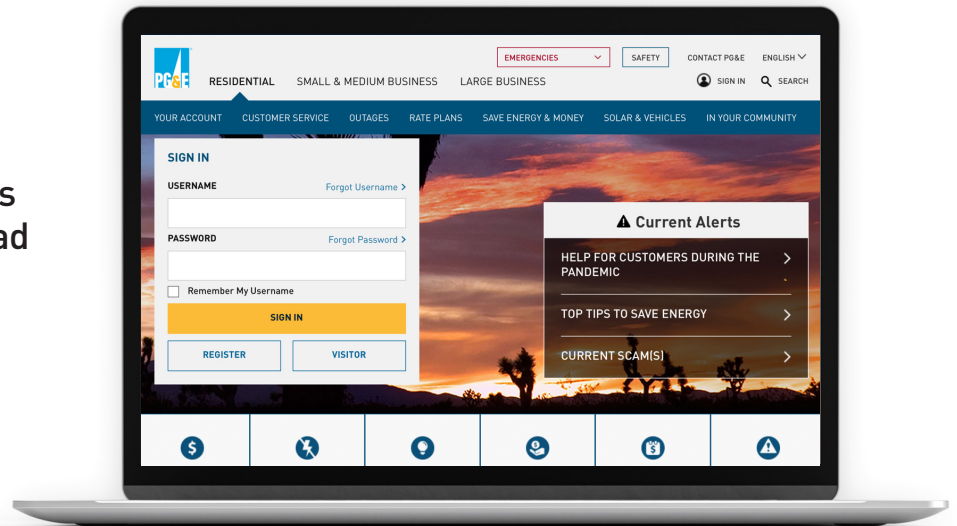 EMERGENCIES SAFETY CONTACT PG&E ENGLISH
PG&E RESIDENTIAL SMALL & MEDIUM BUSINESS LARGE BUSINESS SIGN IN SEARCH
YOUR ACCOUNT CUSTOMER SERVICE OUTAGES RATE PLANS SAVE ENERGY & MONEY SOLAR & VEHICLES IN YOUR COMMUNITY
SIGN IN
USERNAME Forgot Username >
PASSWORD Forgot Password >
Remember My Username
SIGN IN
REGISTER VISITOR
Current Alerts
HELP FOR CUSTOMERS DURING THE
PANDEMIC
TOP TIPS TO SAVE ENERGY
CURRENT SCAM(S)